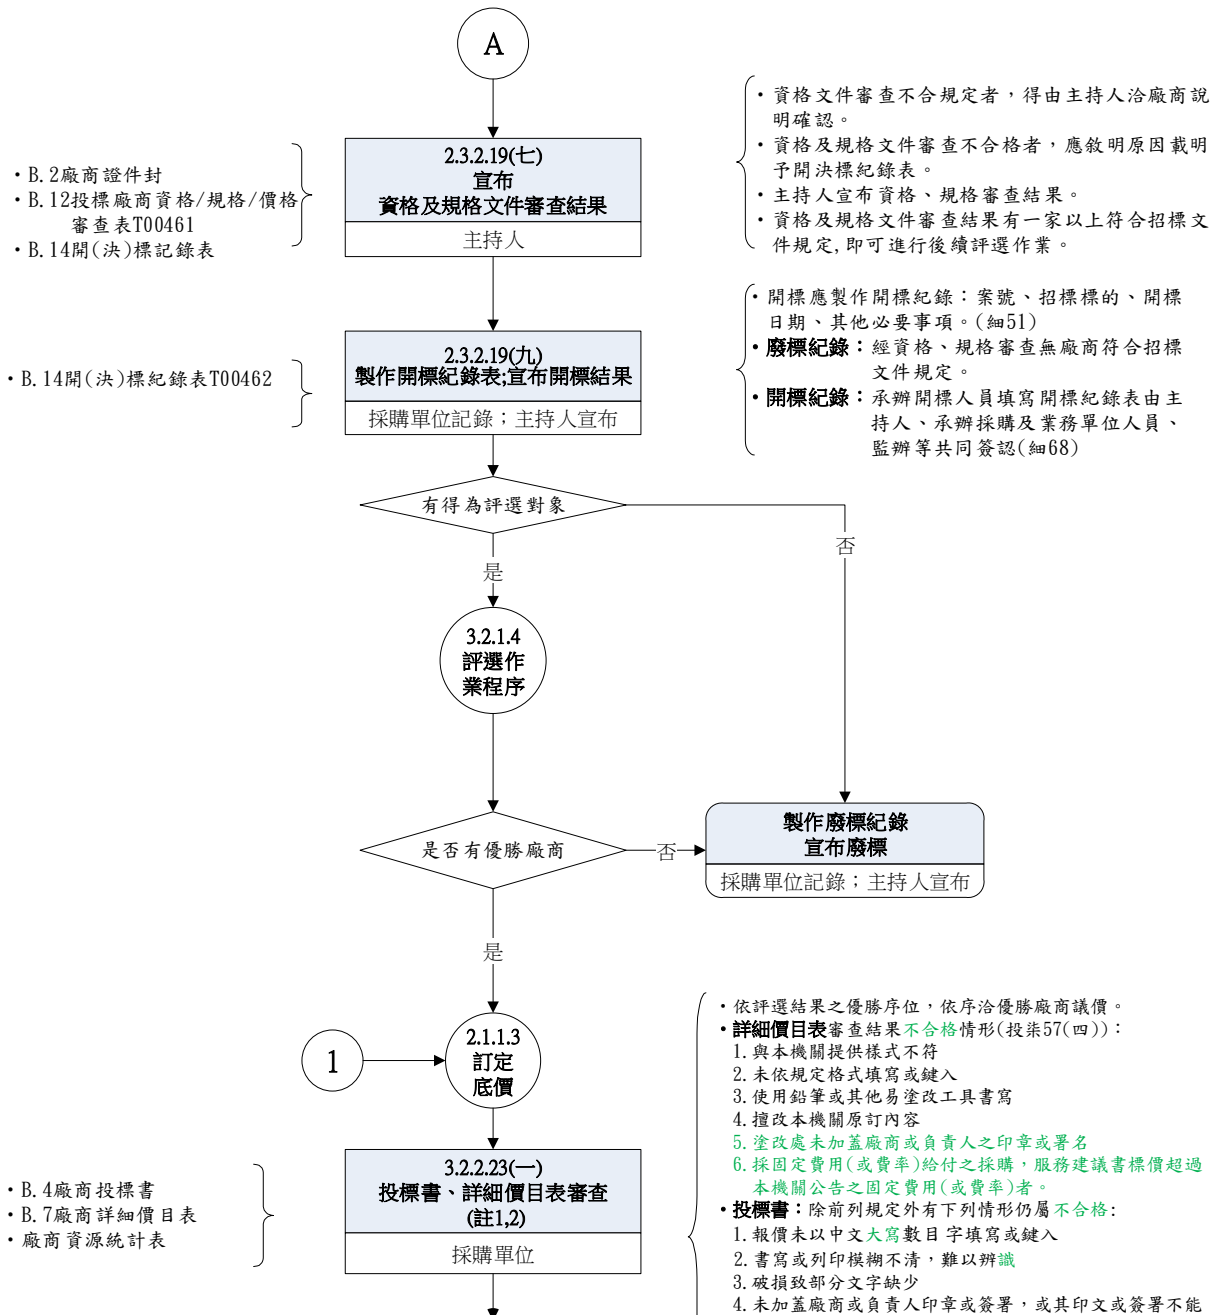 A
・B.2廠商證件封
・B.12投標廠商資格/規格/價格
審查表T00461
・B.14開(決)標記錄表
2.3.2.19(七)
宣布
資格及規格文件審查結果
主持人
・資格文件審查不合規定者，得由主持人洽廠商說
明確認。
・資格及規格文件審查不合格者，應敘明原因載明
予開決標紀錄表。
・主持人宣布資格、規格審查結果。
・資格及規格文件審查結果有一家以上符合招標文
件規定,即可進行後續評選作業。
・B.14開(決)標紀錄表T00462
2.3.2.19(九)
製作開標紀錄表;宣布開標結果
採購單位記錄；主持人宣布
・開標應製作開標紀錄：案號、招標標的、開標
日期、其他必要事項。(細51)
・廢標紀錄：經資格、規格審查無廠商符合招標
文件規定。
・開標紀錄：承辦開標人員填寫開標紀錄表由主
持人、承辦採購及業務單位人員、
監辦等共同簽認(細68)
有得為評選對象
否
是
3.2.1.4
評選作
業程序
是否有優勝廠商
否
製作廢標紀錄
宣布廢標
採購單位記錄；主持人宣布
是
1
2.1.1.3
訂定
底價
・B.4廠商投標書
・B.7廠商詳細價目表
・廠商資源統計表
3.2.2.23(一)
投標書、詳細價目表審查
(註1,2)
採購單位
・依評選結果之優勝序位，依序洽優勝廠商議價。
・詳細價目表審查結果不合格情形(投柒57(四))：
1.與本機關提供樣式不符
2.未依規定格式填寫或鍵入
3.使用鉛筆或其他易塗改工具書寫
4.擅改本機關原訂內容
5.塗改處未加蓋廠商或負責人之印章或署名
6.採固定費用(或費率)給付之採購，服務建議書標價超過
本機關公告之固定費用(或費率)者。
・投標書：除前列規定外有下列情形仍屬不合格:
1.報價未以中文大寫數目字填寫或鍵入
2.書寫或列印模糊不清，難以辨識
3.破損致部分文字缺少
4.未加蓋廠商或負責人印章或簽署，或其印文或簽署不能